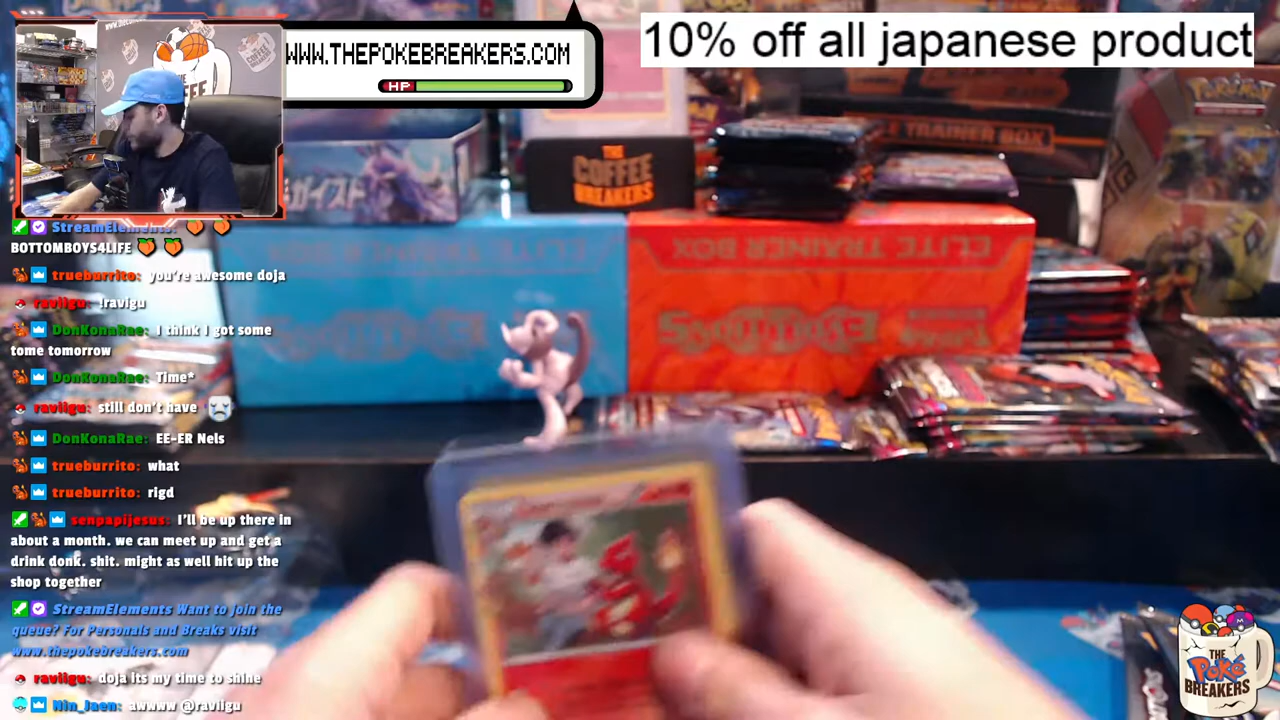 WWW.THEPOKEBREAKERS.COM
HP
10% off all japanese product
THE
COFFEE
BREAKERS
E TRAINER BOX
POKéMON
ELITE TRAINER BOX
ELITE TRAINER BOX
StreamElements:
BOTTOMBOYS4LIFE
trueburrito: you're awesome doja
raviigu: !ravigu
DonKonaRae: I think I got some
tome tomorrow
DonKonaRae: Time*
raviigu: still don't have
DonKonaRae: EE-ER Nels
trueburrito: what
trueburrito: rigd
senpapijesus: I'll be up there in
about a month. we can meet up and get a
drink donk. shit. might as well hit up the
shop together
StreamElements Want to join the
queue? For Personals and Breaks visit
www.thepokebreakers.com
raviigu: doja its my time to shine
Nin_Jaen: awwww @raviigu
THE
Poké
BREAKERS